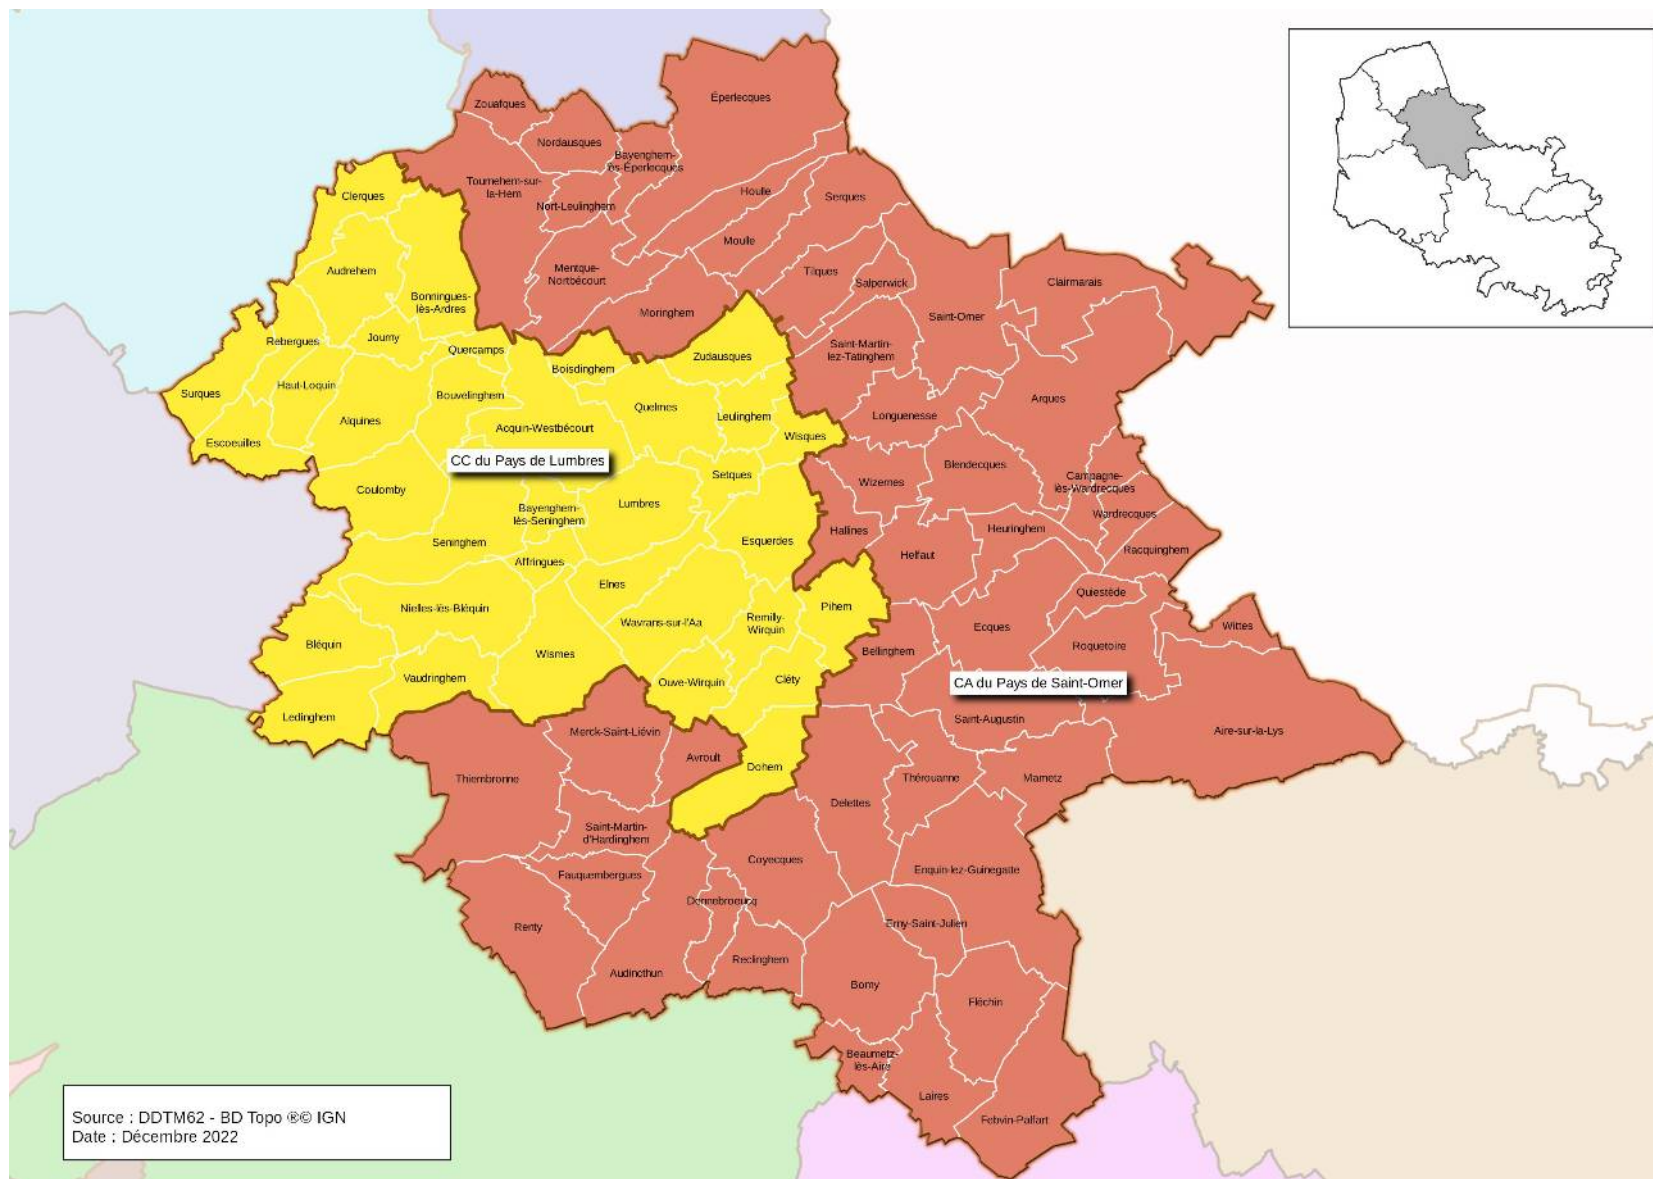 Éperlecques
Zouafques
Nordausques
Bayenghem-
lès-Éperlecques
Tournehem-sur-
la-Hem
Nort-Leulinghem
Houlle
Serques
Clerques
Moulle
Mentque-
Nortbécourt
Tilques
Salperwick
Clairmarais
Audrehem
Bonningues-
lès-Ardres
Moringhem
Saint-Omer
Rebergues
Journy
Quercamps
Boisdinghem
Zudausques
Saint-Martin-
lez-Tatinghem
Surques
Haut-Loquin
Bouvelinghem
Quelmes
Leulinghem
Longuenesse
Arques
Escoeuilles
Alquines
Acquin-Westbécourt
Wisques
CC du Pays de Lumbres
Blendecques
Setques
Wizernes
Campagne-
lès-Wardrecques
Coulomby
Lumbres
Bayenghem-
lès-Seninghem
Wardrecques
Hallines
Heuringhem
Seninghem
Esquerdes
Helfaut
Racquinghem
Affringues
Elnes
Quiestède
Nielles-lès-Bléquin
Pihem
Wavrans-sur-l'Aa
Remilly-
Wirquin
Ecques
Wittes
Bléquin
Wismes
Bellinghem
Roquetoire
Vaudringhem
Ouve-Wirquin
Cléty
CA du Pays de Saint-Omer
Ledinghem
Saint-Augustin
Merck-Saint-Liévin
Aire-sur-la-Lys
Avroult
Dohem
Thiembronne
Thérouanne
Mametz
Delettes
Saint-Martin-
d'Hardinghem
Coyecques
Fauquembergues
Enquin-lez-Guinegatte
Dennebroeucq
Renty
Erny-Saint-Julien
Audincthun
Reclinghem
Bomy
Fléchin
Beaumetz-
lès-Aire
Laires
Febvin-Palfart
Source : DDTM62 - BD Topo ®© IGN
Date : Décembre 2022